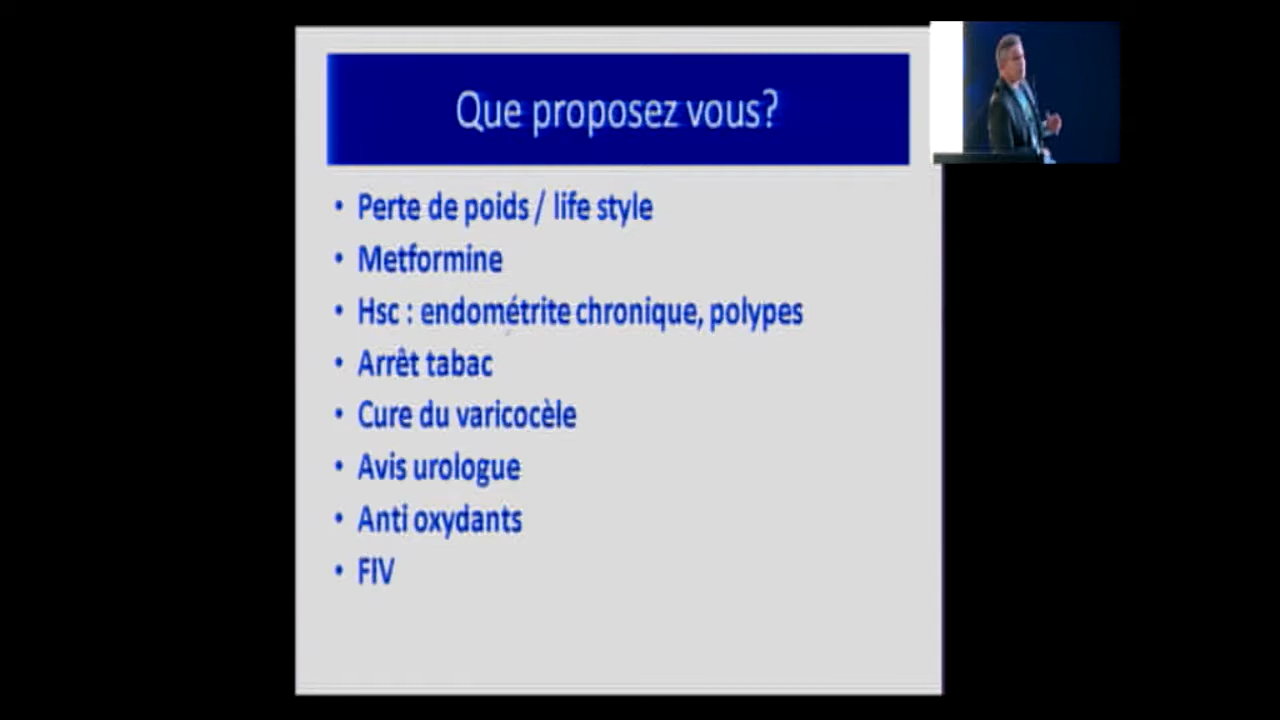 Que proposez vous?
• Perte de poids / life style
• Metformine
• Hsc : endométrite chronique, polypes
• Arrêt tabac
• Cure du varicocèle
• Avis urologue
• Anti oxydants
• FIV